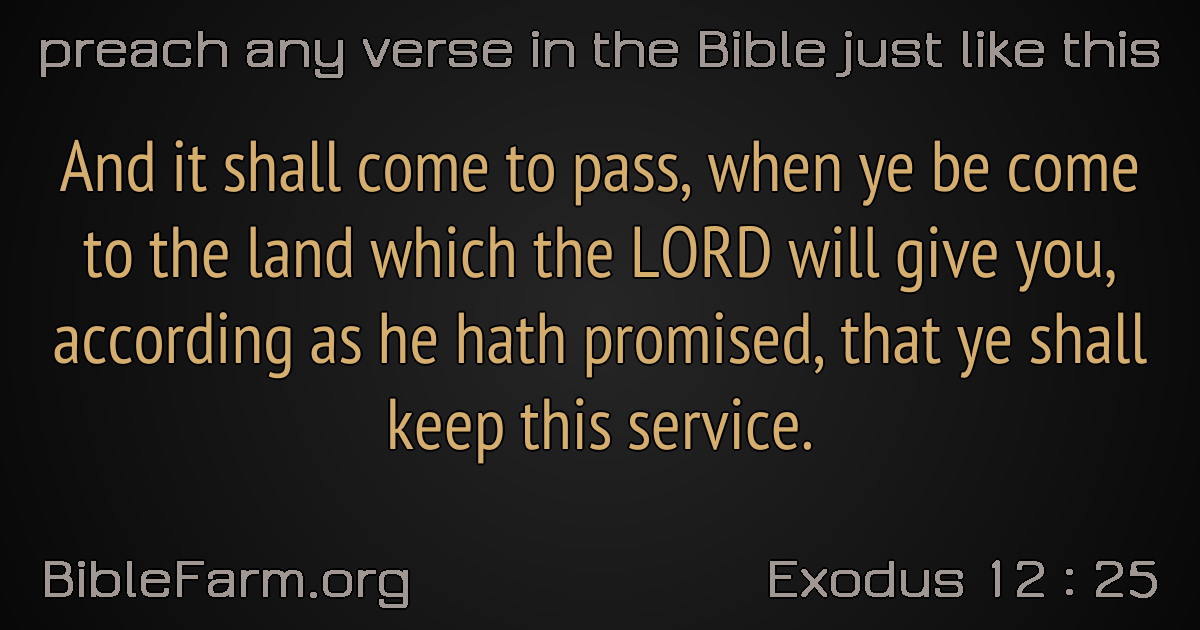 preach any verse in the Bible just like this
And it shall come to pass, when ye be come
to the land which the LORD will give you,
according as he hath promised, that ye shall
keep this service.
BibleFarm.org
Exodus 12 : 25